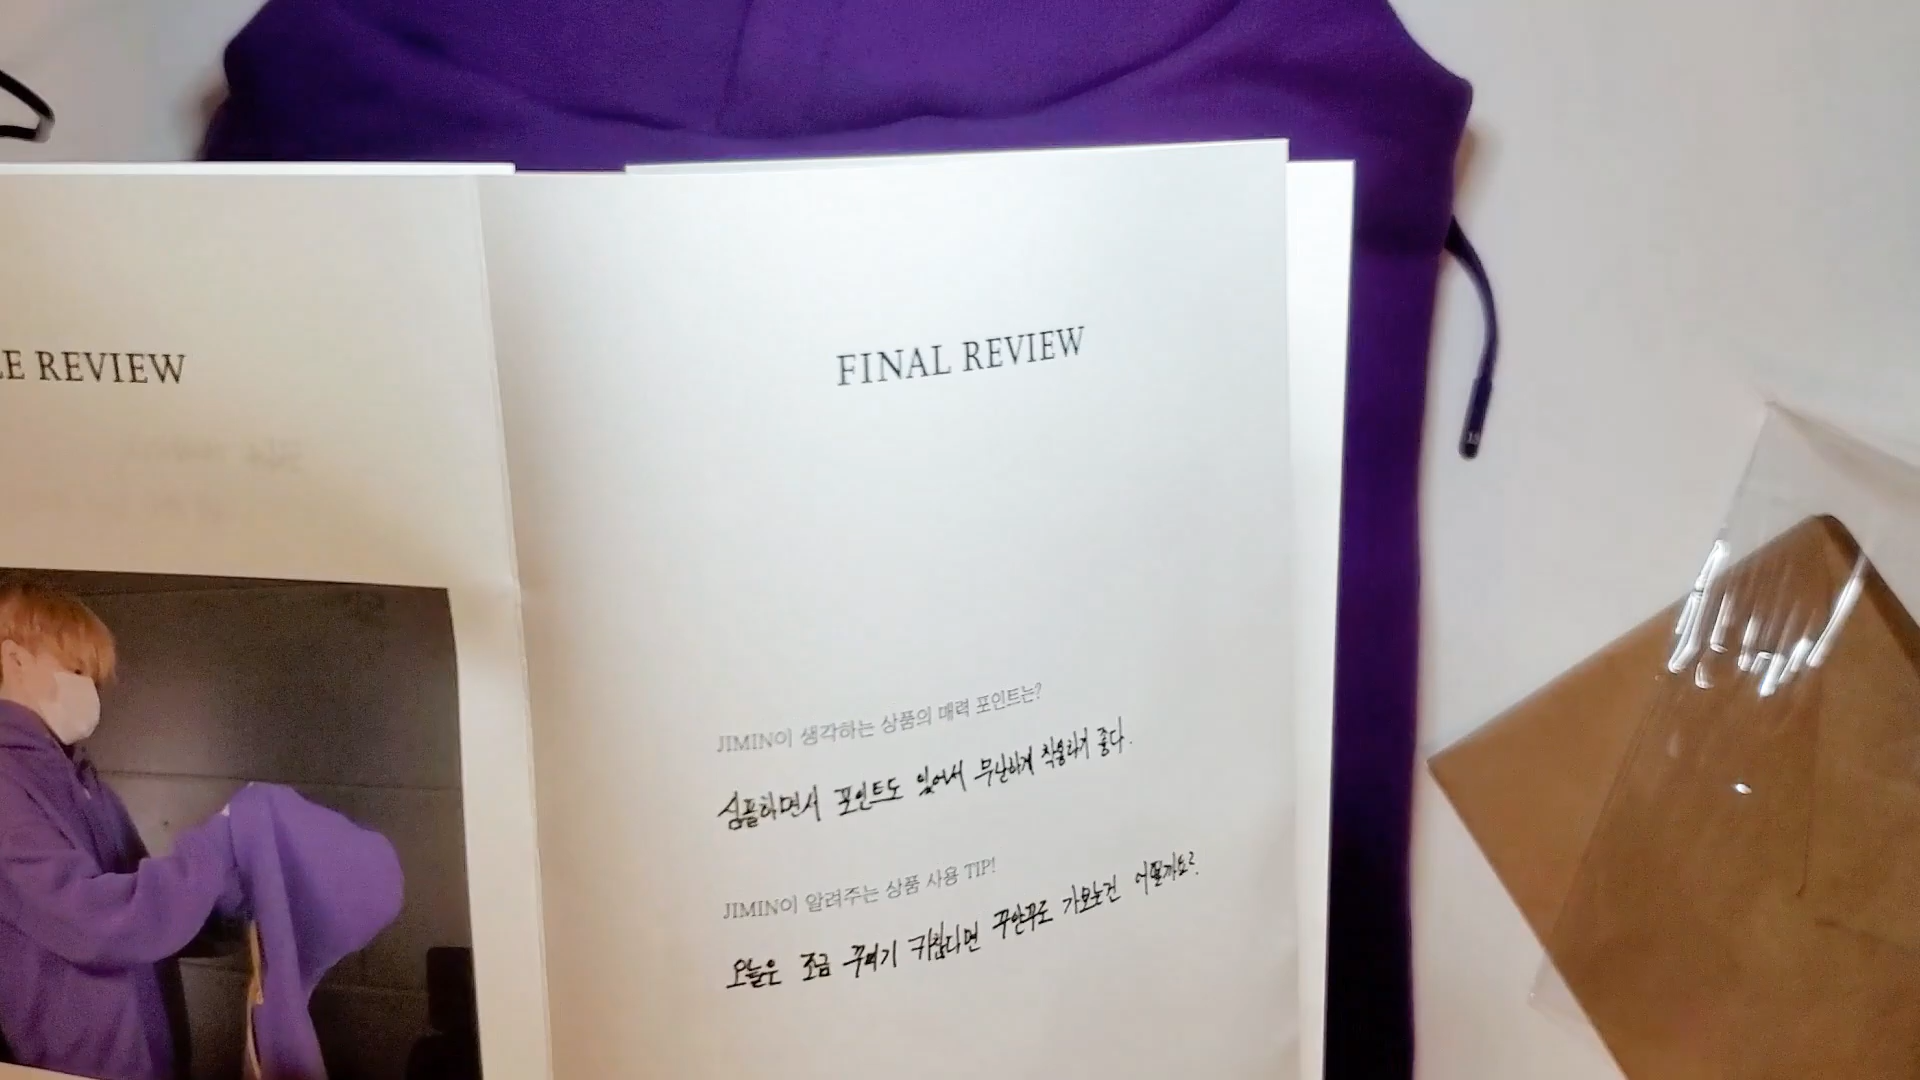 LE REVIEW
FINAL REVIEW
JIMIN이 생각하는 상품의 매력 포인트는?
심플하면서 포인트도 있어서 무난하게 착용하기 좋다.
JIMIN이 알려주는 상품 사용 TIP!
오늘은 조금 꾸미기 귀찮다면 꾸안꾸로 가보는건 어떨까요?